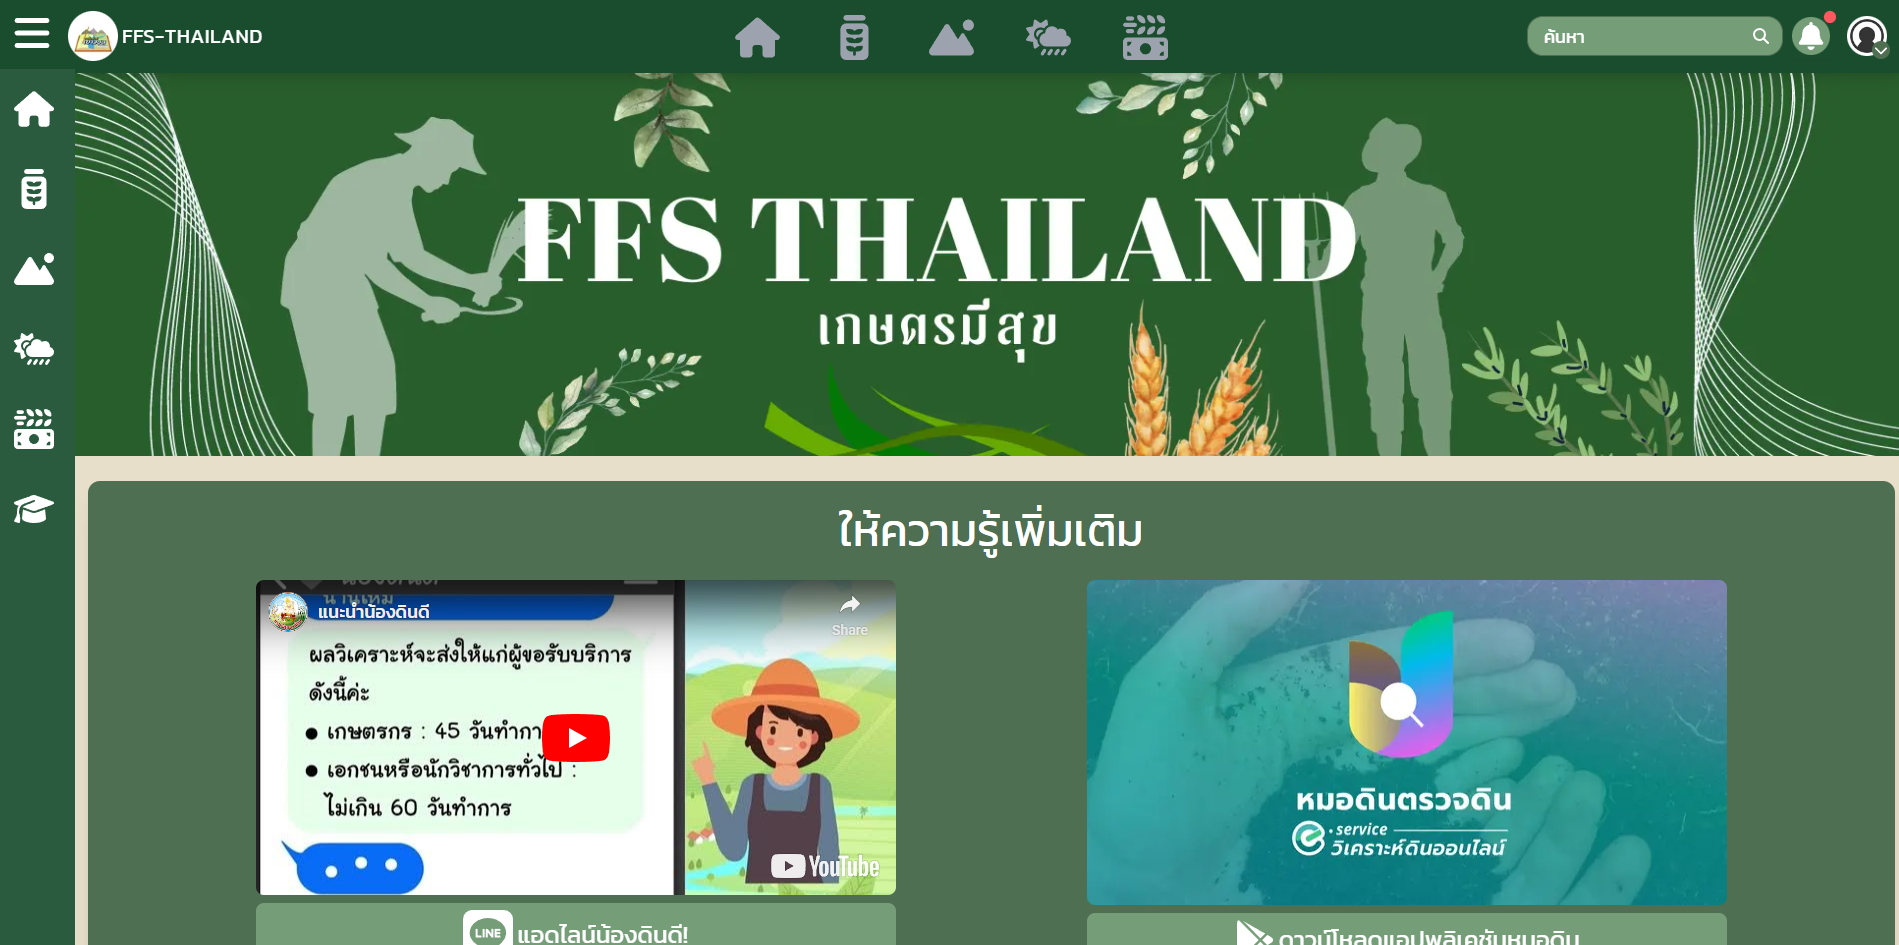 FFS-THAILAND
ค้นหา
FFS THAILAND
เกษตรมีสุข
ให้ความรู้เพิ่มเติม
แนะนำน้องดินดี
Share
ผลวิเคราะห์จะส่งให้แก่ผู้ขอรับบริการ
ดังนี้ค่ะ
เกษตรกร : 45 วันทำกา
เอกชนหรือนักวิชาการทั่วไป :
ไม่เกิน 60 วันทำการ
YouTube
หมอดินตรวจดิน
e-service
วิเคราะห์ดินออนไลน์
LINE แอดไลน์น้องดินดี!
ดาวน์โหลดแอปพลิเคชันหมอดิน